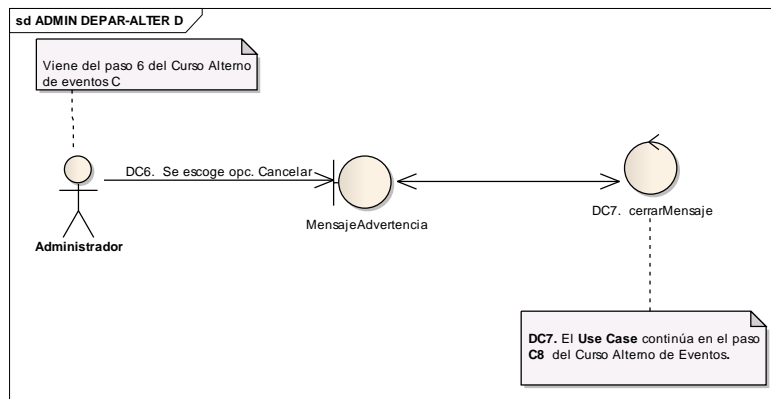 sd ADMIN DEPAR-ALTER D
Viene del paso 6 del Curso Alterno
de eventos C
DC6. Se escoge opc. Cancelar
Administrador
MensajeAdvertencia
DC7. cerrarMensaje
DC7. El Use Case continúa en el paso
C8 del Curso Alterno de Eventos.